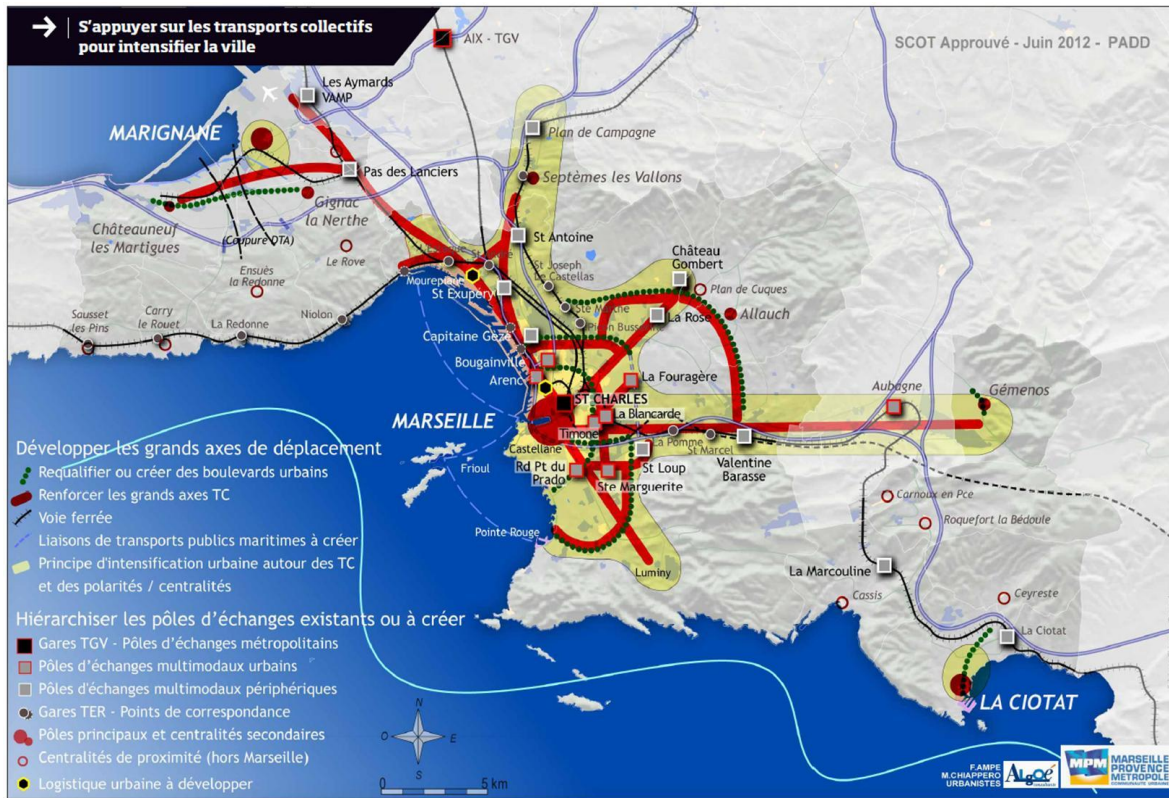 S'appuyer sur les transports collectifs
pour intensifier la ville
SCOT Approuvé - Juin 2012 - PADD
AIX - TGV
Les Aymards
VAMP
MARIGNANE
Plan de Campagne
Pas des Lanciers
Septèmes les Vallons
Châteauneuf
les Martigues
Gignac
la Nerthe
(Coupure DTA)
St Antoine
Château
Gombert
Le Rove
Ensuès
la Redonne
St Joseph
Le Castellas
Plan de Cuques
Mourepiane
St Exupéry
Ste Marthe
La Rose
Allauch
Sausset
les Pins
Carry
le Rouet
La Redonne
Niolon
Capitaine Gèze
Bougainville
Arenc
La Fouragère
Aubagne
Gémenos
ST CHARLES
MARSEILLE
La Blancarde
Timone
Castellane
La Pomme
St Marcel
Valentine
Barasse
Frioul
Rd Pt du
Prado
St Loup
Ste Marguerite
Pointe Rouge
Luminy
Carnoux en Pce
Roquefort la Bédoule
La Marcouline
Cassis
Ceyreste
La Ciotat
LA CIOTAT
Développer les grands axes de déplacement
Requalifier ou créer des boulevards urbains
Renforcer les grands axes TC
Voie ferrée
Liaisons de transports publics maritimes à créer
Principe d'intensification urbaine autour des TC
et des polarités / centralités
Hiérarchiser les pôles d'échanges existants ou à créer
Gares TGV - Pôles d'échanges métropolitains
Pôles d'échanges multimodaux urbains
Pôles d'échanges multimodaux périphériques
Gares TER - Points de correspondance
Pôles principaux et centralités secondaires
Centralités de proximité (hors Marseille)
Logistique urbaine à développer
N
O
E
S
0
5 km
F.AMPE
M.CHIAPPERO
URBANISTES
ALGOÉ
MPM
MARSEILLE
PROVENCE
METROPOLE
COMMUNAUTE URBAINE